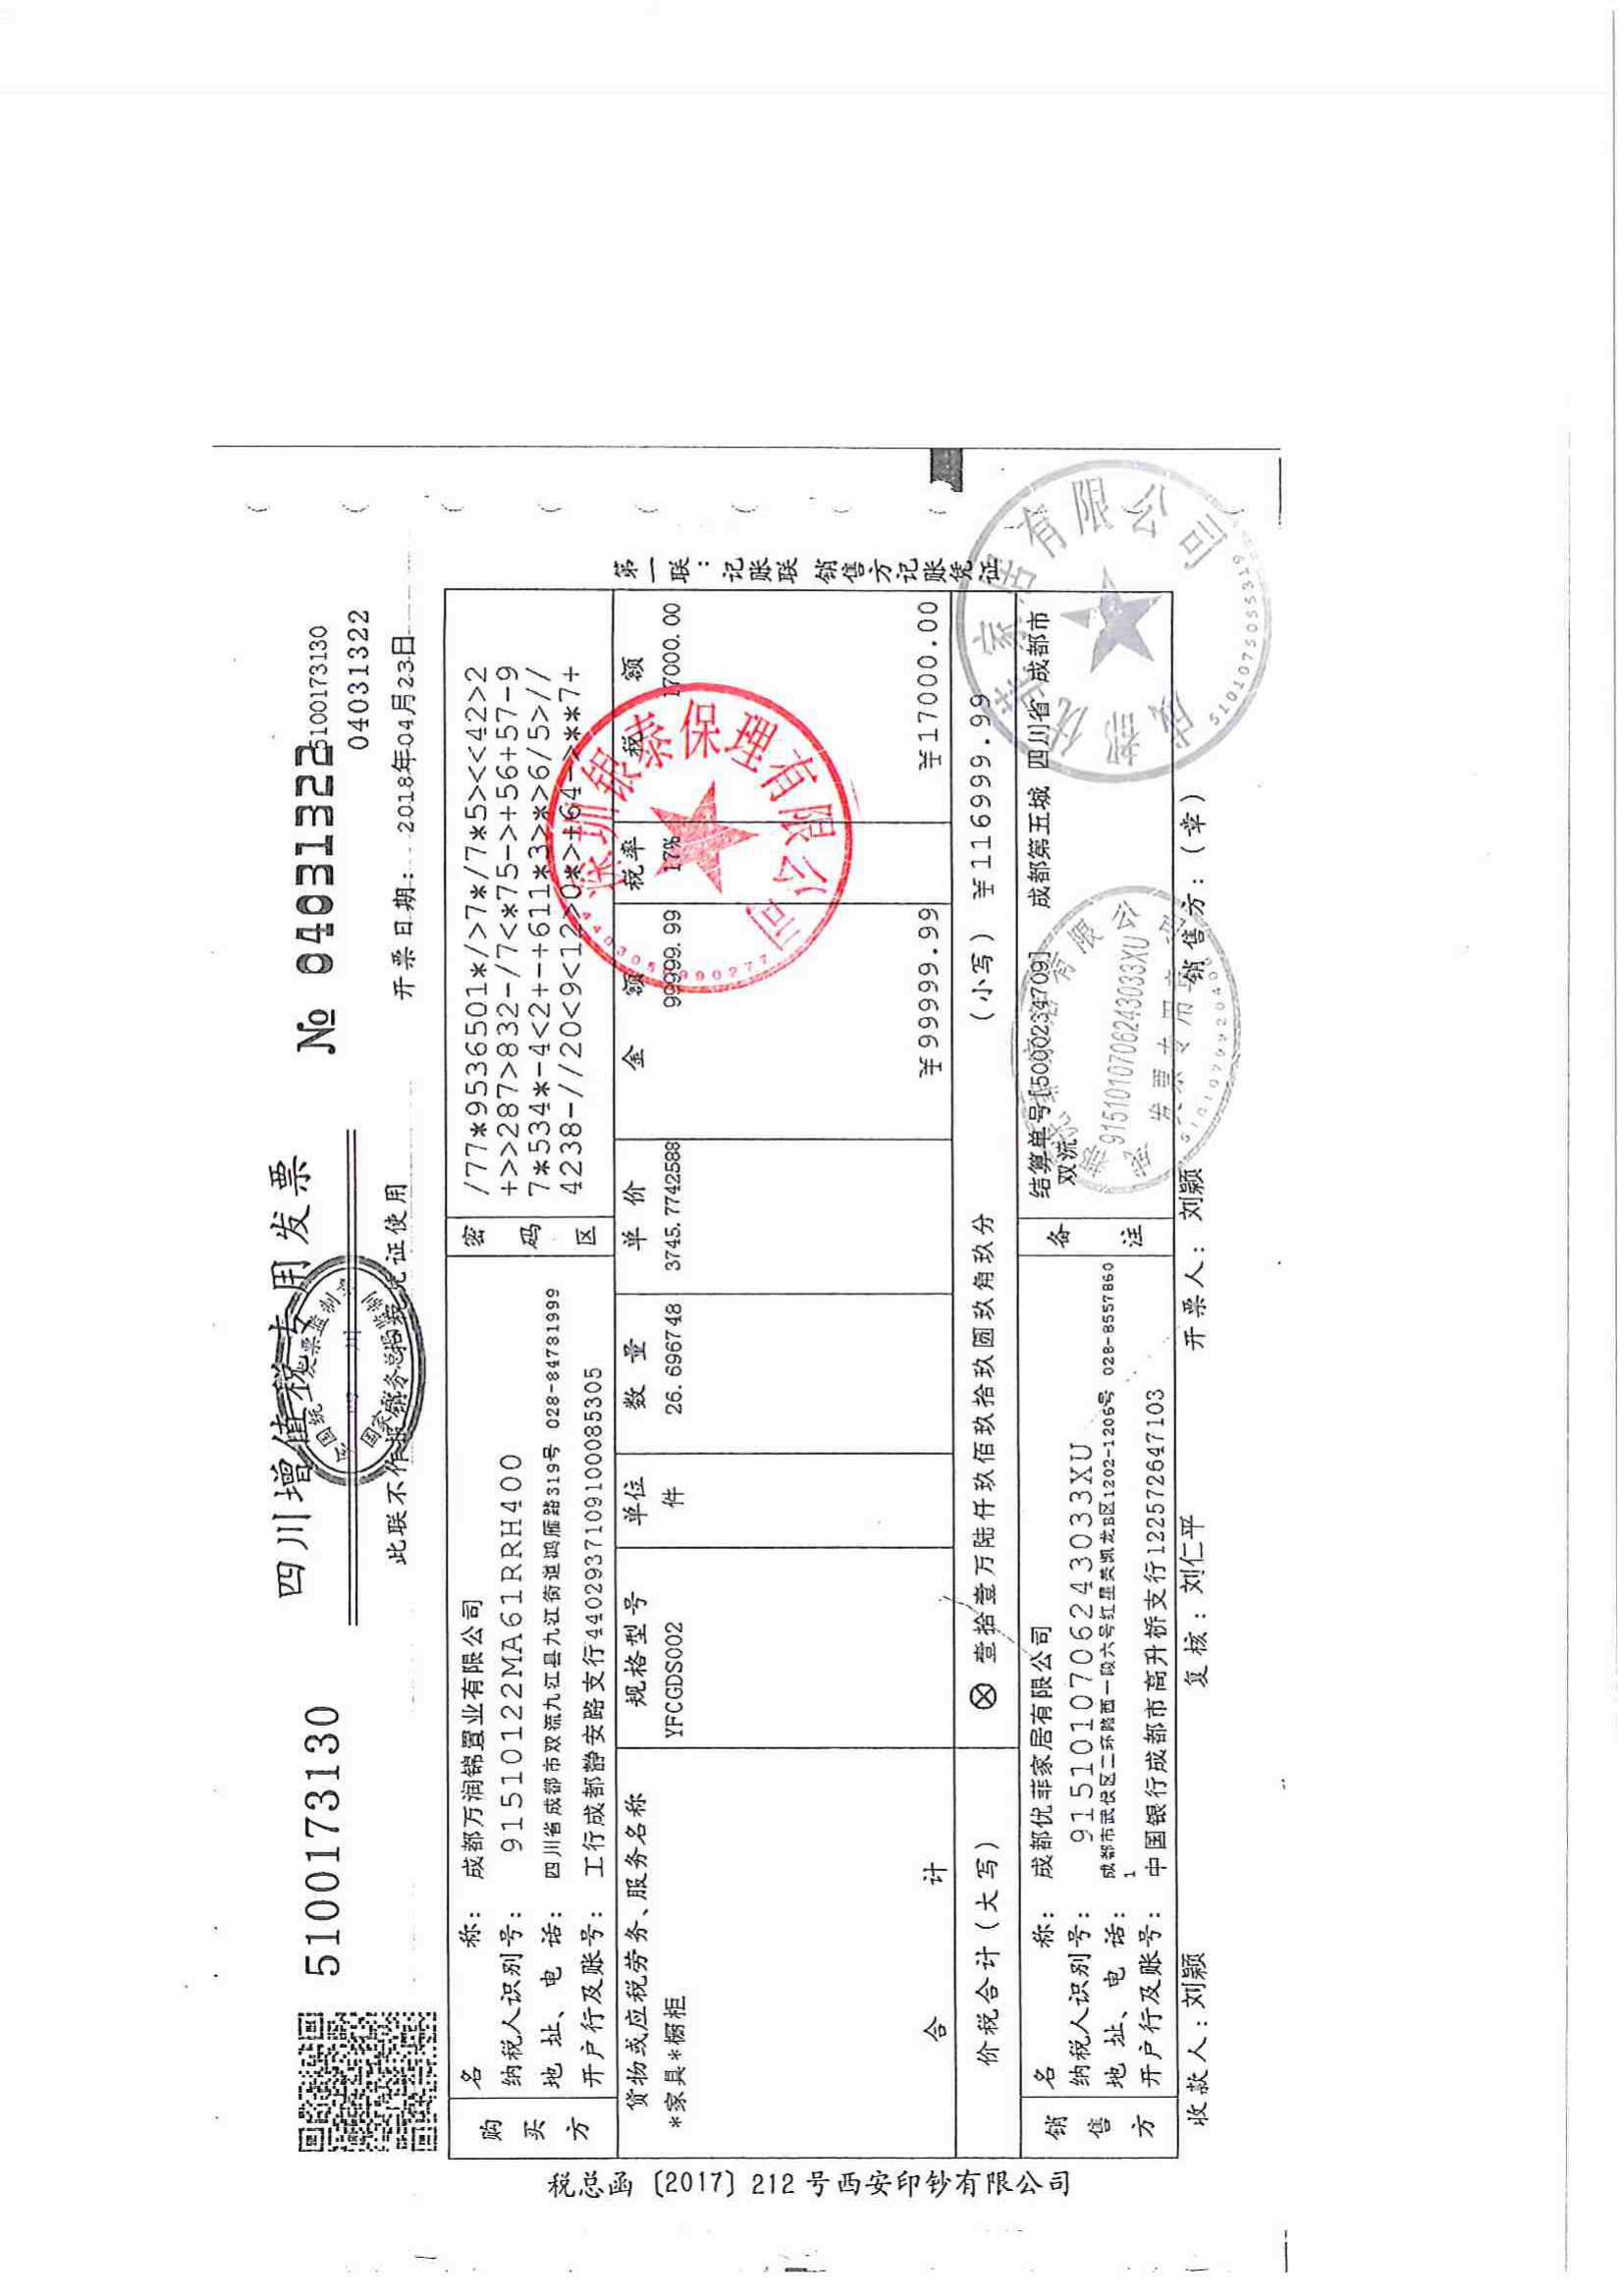 5100173130
四川增值税专用发票
№ 04031322
5100173130
04031322
此联不作报销、扣税凭证使用
开票日期: 2018年04月23日
购买方
名称: 成都万润锦置业有限公司
纳税人识别号: 91510122MA61RRH400
地址、电话: 四川省成都市双流九江县九江街道鸿雁路319号 028-84781999
开户行及账号: 工行成都静安路支行4402937109100085305
密码区
/77*9536501*/>7*/7*5><<42>2
+>>287>832-/7<*75->+56+57-9
7*534*-4<2+-+611*3>*>6/5>//
4238-//20<9<12>0*>+64->**7+
货物或应税劳务、服务名称 规格型号 单位 数量 单价 金额 税率 税额
*家具*橱柜 YFCGDS002 件 26.696748 3745.7742588 99999.99 17% 17000.00
合计 ¥99999.99 ¥17000.00
价税合计(大写) ⊗ 壹拾壹万陆仟玖佰玖拾玖圆玖角玖分 (小写) ¥116999.99
销售方
名称: 成都优菲家居有限公司
纳税人识别号: 91510107062430333XU
地址、电话: 成都市武侯区二环路西一段六号红星美凯龙B区1202-1206号 028-8557860
1
开户行及账号: 中国银行成都市高升桥支行122572647103
备注
结算单号[5000234709] 成都第五城 四川省 成都市
双流
收款人: 刘颖 复核: 刘仁平 开票人: 刘颖 销售方: (章)
第一联: 记账联 销售方记账凭证
税总函〔2017〕212号西安印钞有限公司
深圳银泰保理有限公司
成都优菲家居有限公司
5101075055319
91510107062430333XU
发票专用章